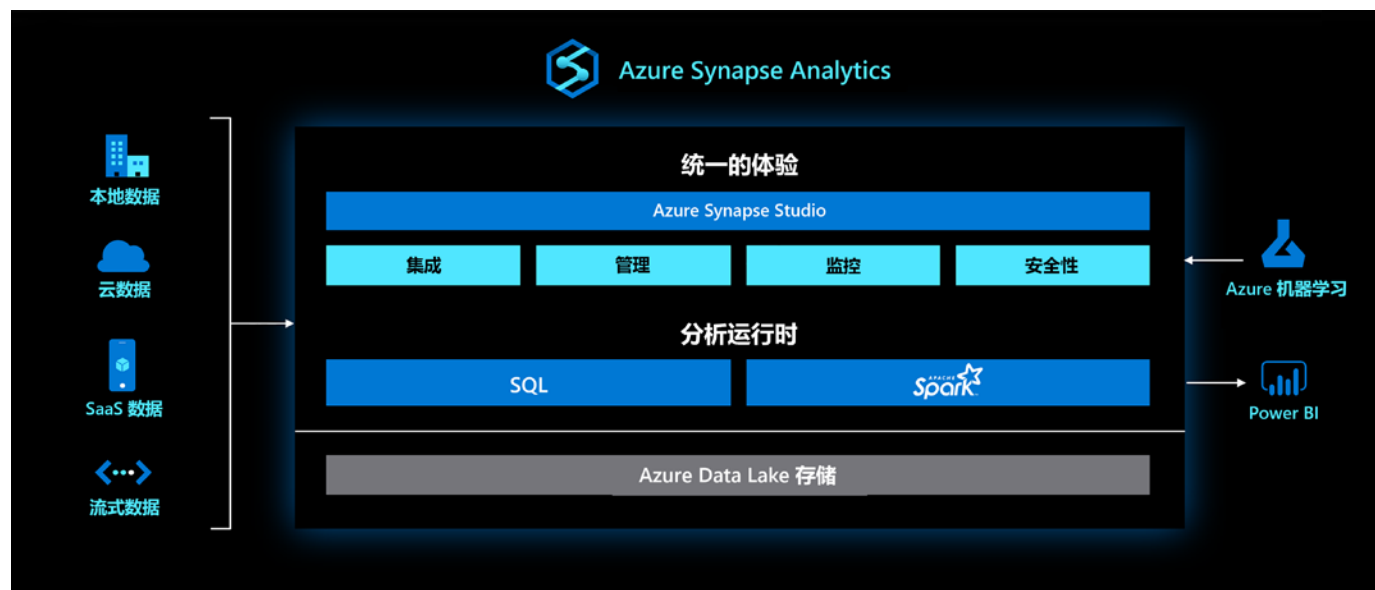 Azure Synapse Analytics
本地数据
云数据
SaaS 数据
流式数据
统一的体验
Azure Synapse Studio
集成
管理
监控
安全性
分析运行时
SQL
APACHE
Spark
Azure Data Lake 存储
Azure 机器学习
Power BI